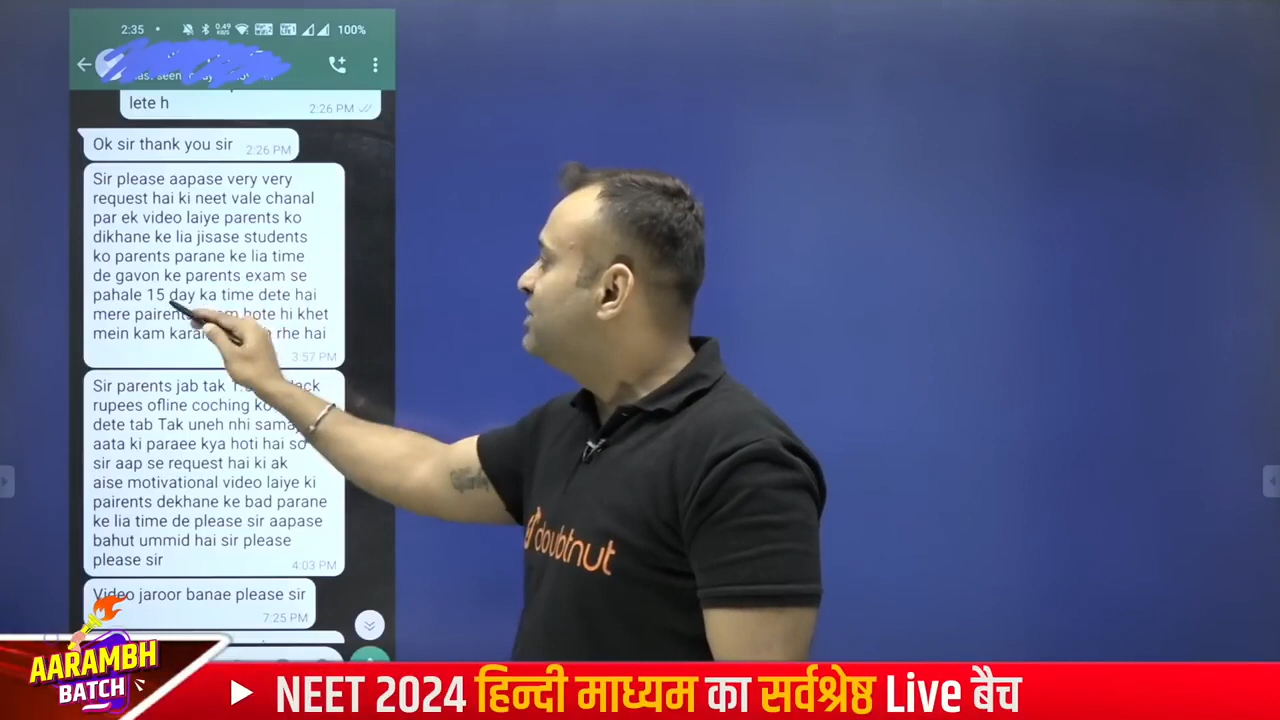 2:35
0.49
KB/S
100%
lete h
2:26 PM
Ok sir thank you sir
2:26 PM
Sir please aapase very very
request hai ki neet vale chanal
par ek video laiye parents ko
dikhane ke lia jisase students
ko parents parane ke lia time
de gavon ke parents exam se
pahale 15 day ka time dete hai
mere pairents hote hi khet
mein kam rhe hai
3:57 PM
Sir parents jab tak lack
rupees ofline coching
dete tab Tak uneh nhi
aata ki paraee kya hoti hai so
sir aap se request hai ki ak
aise motivational video laiye ki
pairents dekhane ke bad parane
ke lia time de please sir aapase
bahut ummid hai sir please
please sir
4:03 PM
Video jaroor banae please sir
7:25 PM
doubtnut
AARAMBH
BATCH
NEET 2024 हिन्दी माध्यम का सर्वश्रेष्ठ Live बैच